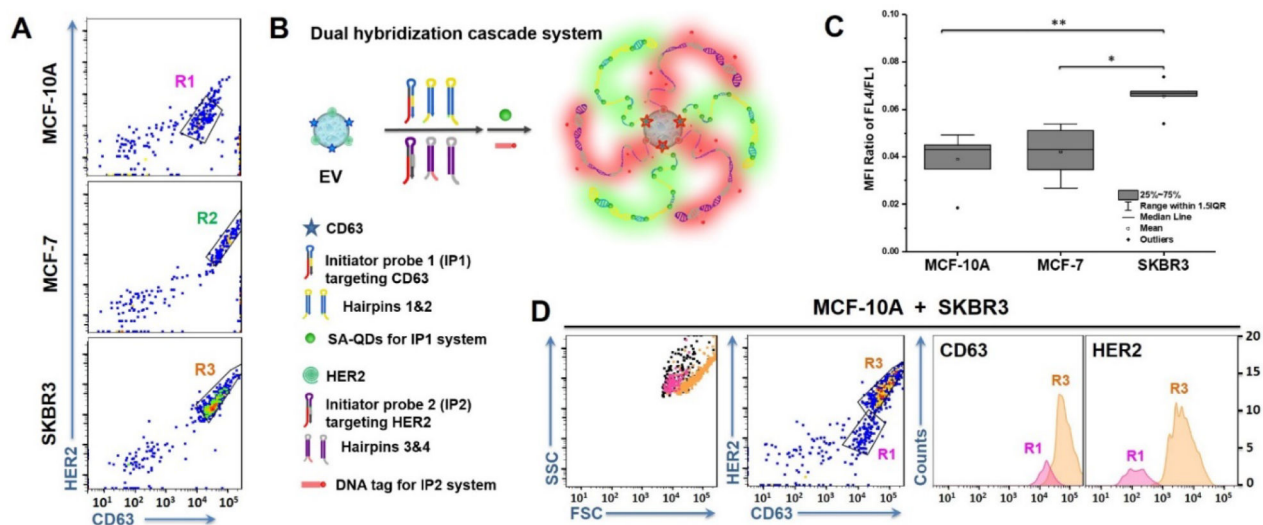 A
MCF-10A
R1
MCF-7
R2
SKBR3
R3
HER2
10¹ 10² 10³ 10⁴ 10⁵
CD63
B
Dual hybridization cascade system
EV
CD63
Initiator probe 1 (IP1)
targeting CD63
Hairpins 1&2
SA-QDs for IP1 system
HER2
Initiator probe 2 (IP2)
targeting HER2
Hairpins 3&4
DNA tag for IP2 system
C
MFI Ratio of FL4/FL1
0.10
0.08
0.06
0.04
0.02
0.00
**
*
25%~75%
Range within 1.5IQR
Median Line
Mean
Outliers
MCF-10A
MCF-7
SKBR3
D
MCF-10A + SKBR3
SSC
10¹ 10² 10³ 10⁴ 10⁵
FSC
HER2
R3
R1
10¹ 10² 10³ 10⁴ 10⁵
CD63
Counts
CD63
R3
R1
10¹ 10² 10³ 10⁴ 10⁵
HER2
R3
R1
10¹ 10² 10³ 10⁴ 10⁵
20
15
10
5
0